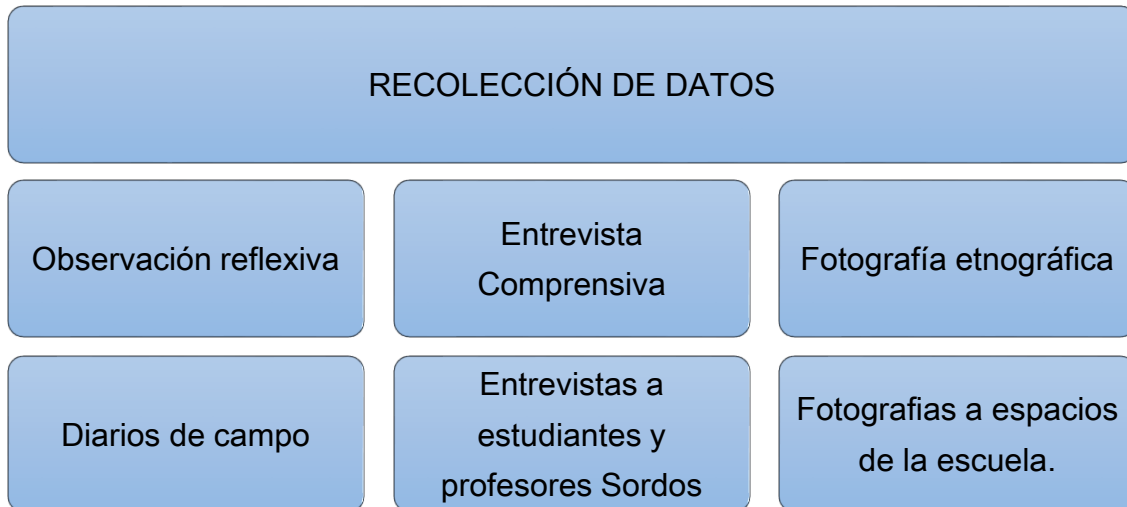 RECOLECCIÓN DE DATOS
Observación reflexiva
Entrevista
Comprensiva
Fotografía etnográfica
Diarios de campo
Entrevistas a
estudiantes y
profesores Sordos
Fotografias a espacios
de la escuela.